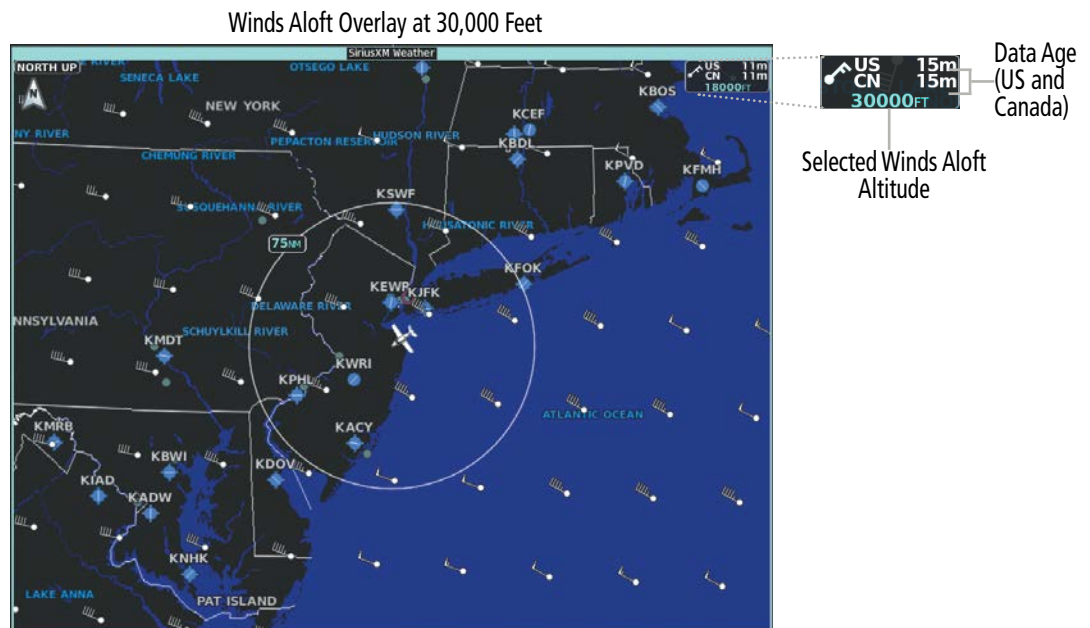 Winds Aloft Overlay at 30,000 Feet
SiriusXM Weather
NORTH UP
SENECA LAKE
OTSEGO LAKE
US 11m
CN 11m
18000FT
US 15m
CN 15m
30000FT
Data Age
(US and
Canada)
Selected Winds Aloft
Altitude
KBOS
NEW YORK
KCEF
NY RIVER
HUDSON RIVER
PEPACTON RESERVOIR
KBDL
CHEMUNG RIVER
KPVD
KFMH
KSWF
SUSQUEHANNA RIVER
HOUSATONIC RIVER
75NM
KFOK
KEWR
KJFK
DELAWARE RIVER
NNSYLVANIA
SCHUYLKILL RIVER
KMDT
KWRI
KPHL
ATLANTIC OCEAN
KMRB
KACY
KBWI
KDOV
KIAD
KADW
KNHK
LAKE ANNA
PAT ISLAND
N